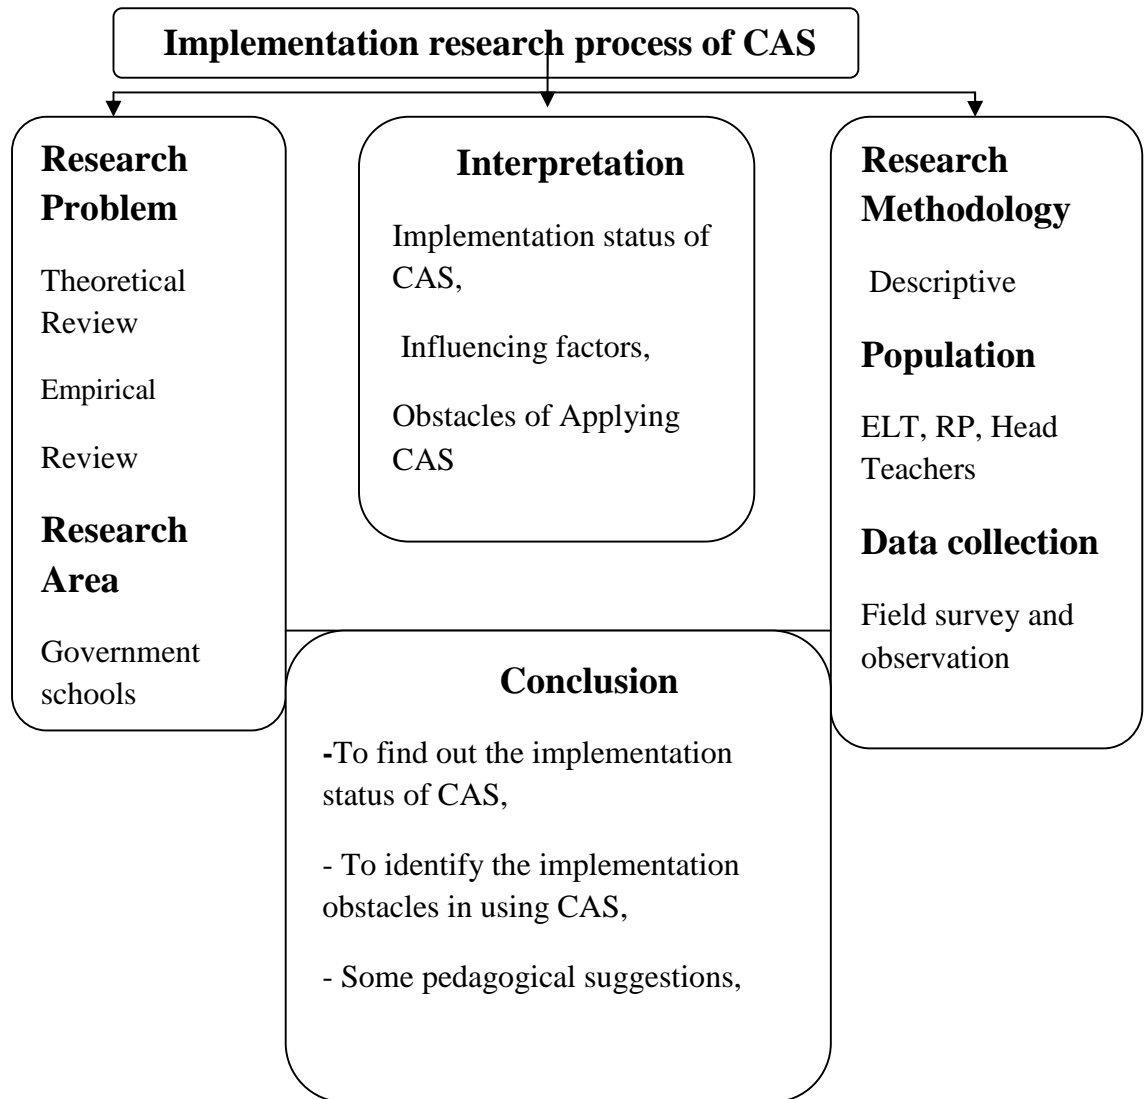 Implementation research process of CAS
Research
Problem
Theoretical
Review
Empirical
Review
Research
Area
Government
schools
Interpretation
Implementation status of
CAS,
Influencing factors,
Obstacles of Applying
CAS
Research
Methodology
Descriptive
Population
ELT, RP, Head
Teachers
Data collection
Field survey and
observation
Conclusion
-To find out the implementation
status of CAS,
- To identify the implementation
obstacles in using CAS,
- Some pedagogical suggestions,